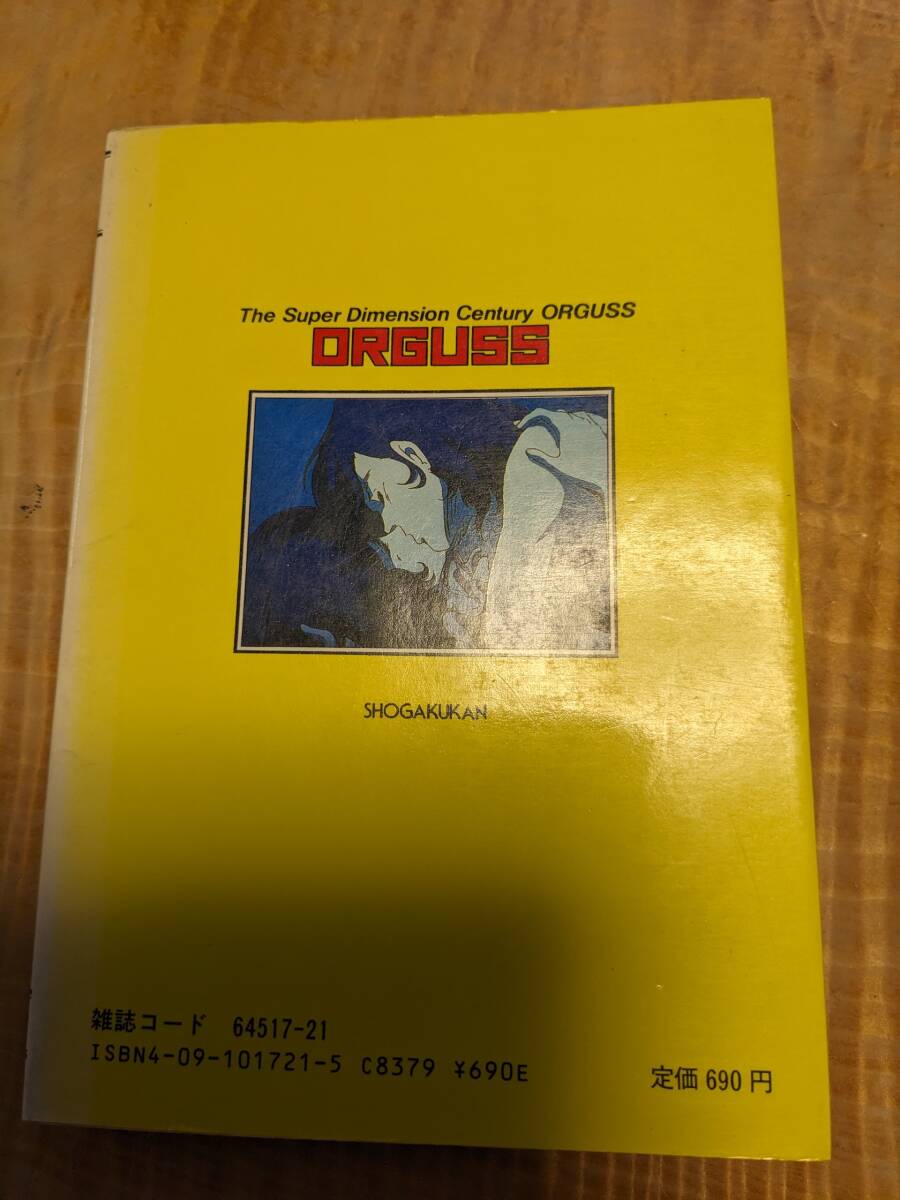 The Super Dimension Century ORGUSS
ORGUSS
SHOGAKUKAN
雑誌コード 64517-21
ISBN4-09-101721-5 C8379 ¥690E
定価 690 円